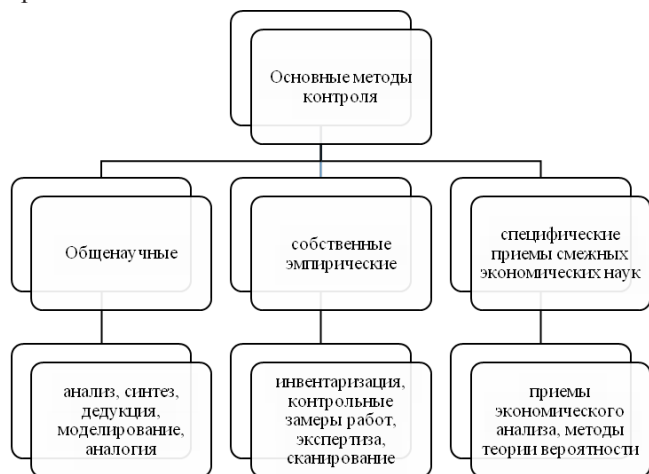 Основные методы
контроля
Общенаучные
собственные
эмпирические
специфические
приемы смежных
экономических наук
анализ, синтез,
дедукция,
моделирование,
аналогия
инвентаризация,
контрольные
замеры работ,
экспертиза,
сканирование
приемы
экономического
анализа, методы
теории вероятности